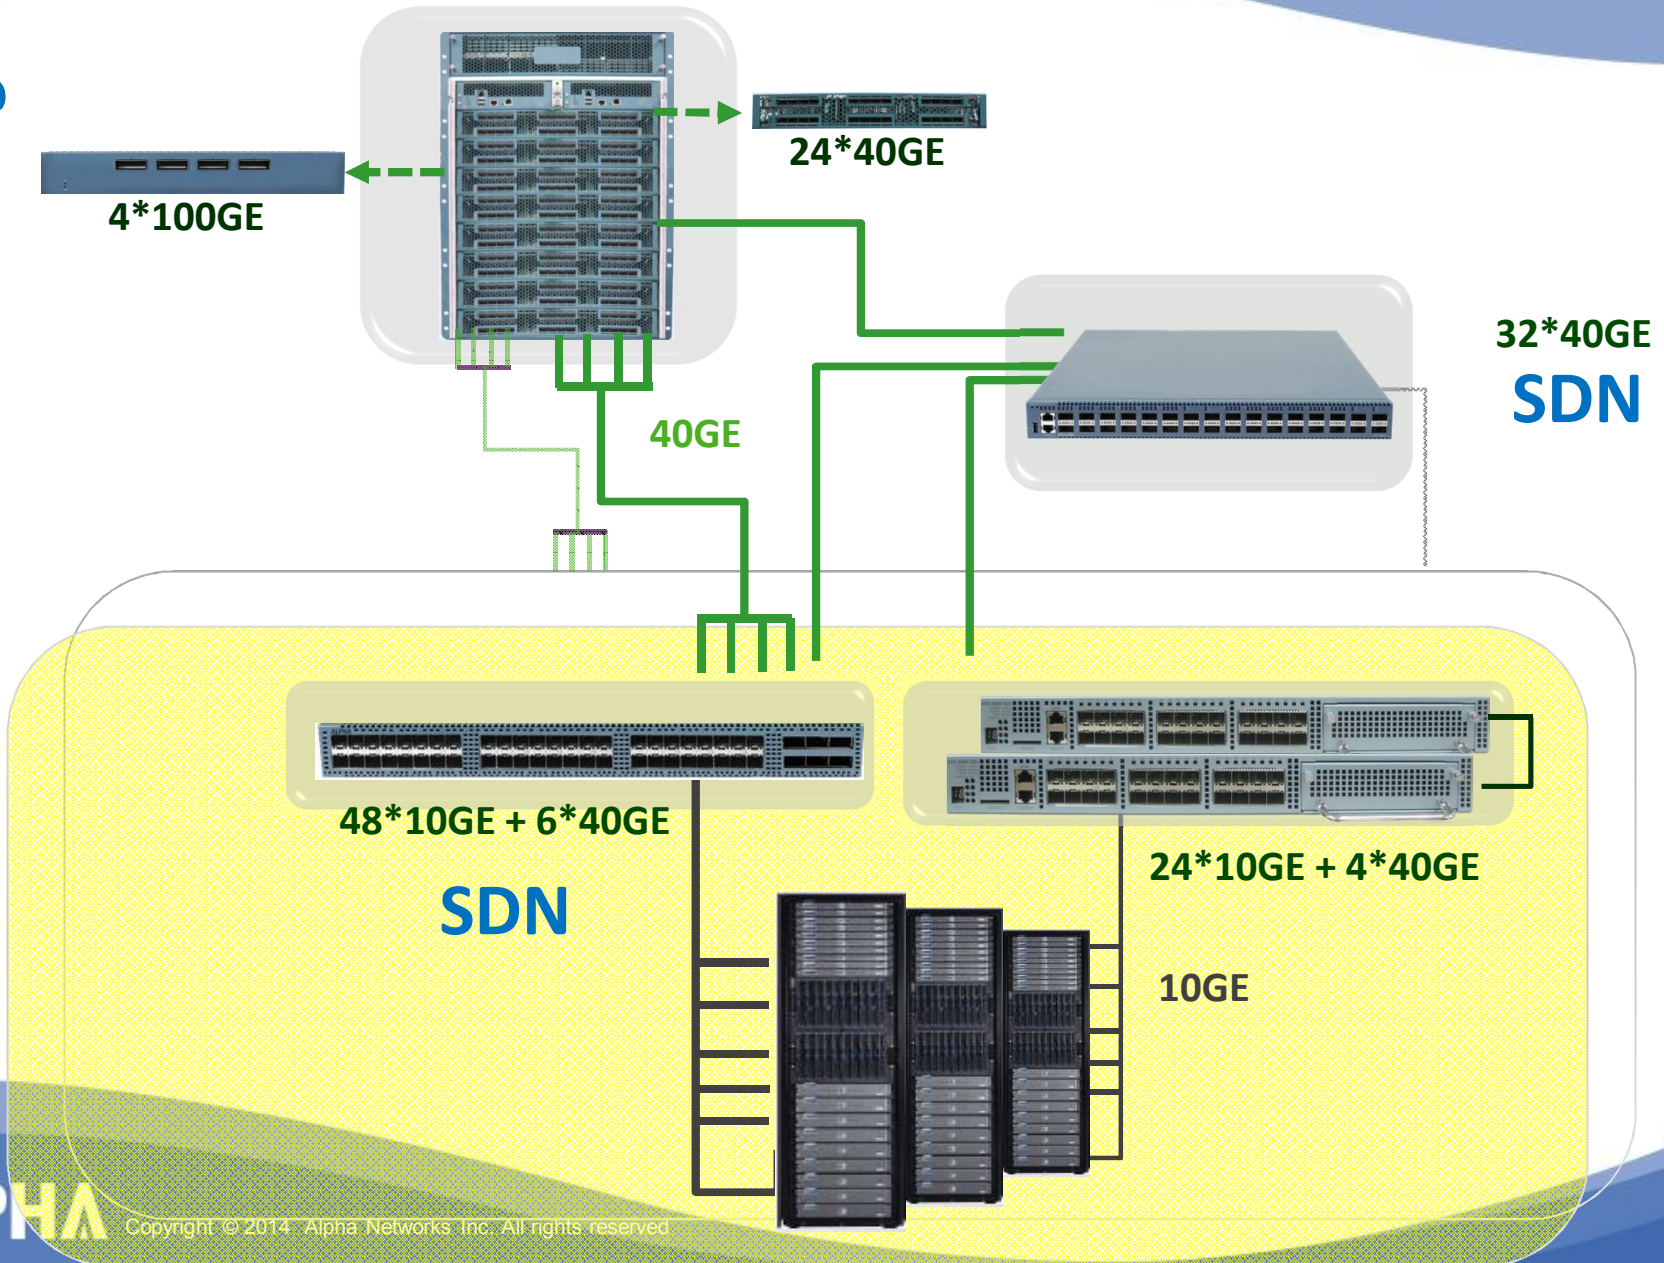 24*40GE
4*100GE
32*40GE
SDN
40GE
48*10GE + 6*40GE
24*10GE + 4*40GE
SDN
10GE
Copyright © 2014 Alpha Networks Inc. All rights reserved